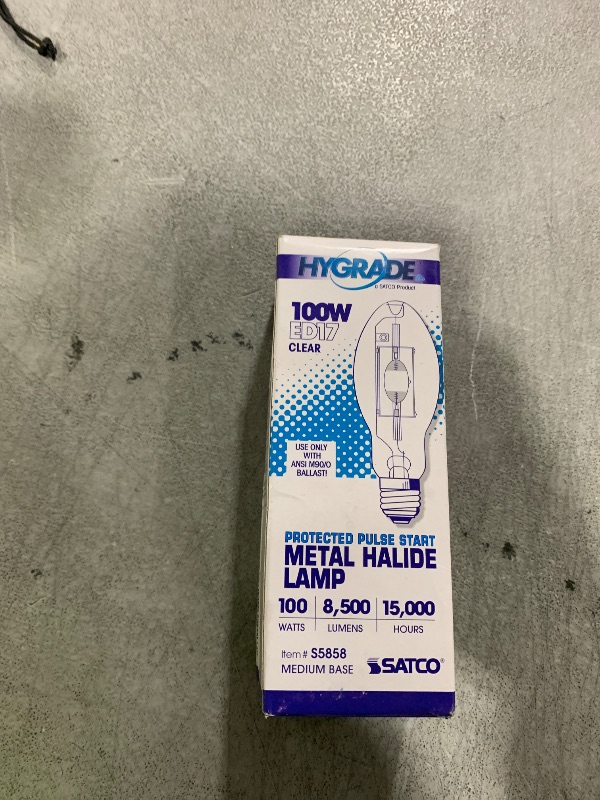 HYGRADE
a SATCO Product
100W
ED17
CLEAR
USE ONLY
WITH
ANSI M90/O
BALLAST!
PROTECTED PULSE START
METAL HALIDE
LAMP
100 8,500 15,000
WATTS LUMENS HOURS
Item # S5858
MEDIUM BASE SATCO®